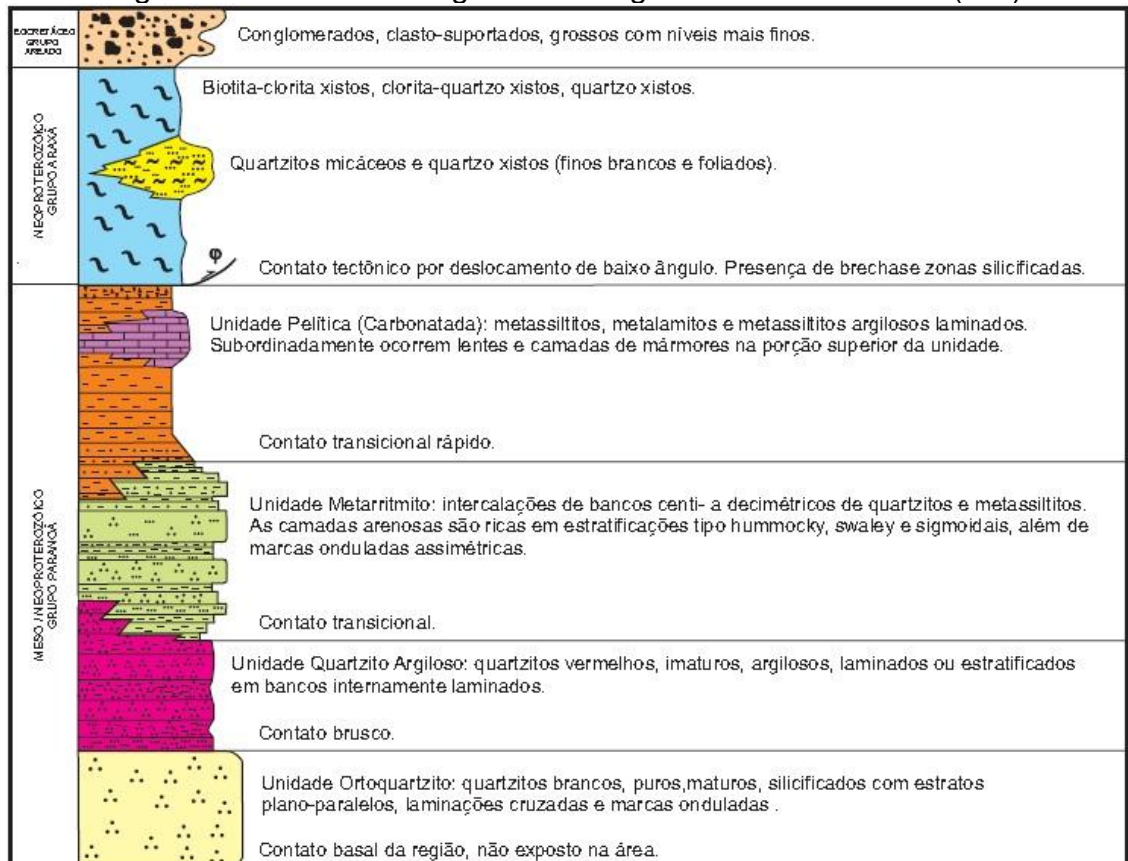 EOCRETÁCEO
GRUPO
AREADO
Conglomerados, clasto-suportados, grossos com níveis mais finos.
NEOPROTEROZÓICO
GRUPO ARAXÁ
Biotita-clorita xistos, clorita-quartzo xistos, quartzo xistos.
Quartzitos micáceos e quartzo xistos (finos brancos e foliados).
φ
Contato tectônico por deslocamento de baixo ângulo. Presença de brechase zonas silicificadas.
MESO / NEOPROTEROZÓICO
GRUPO PARANOÁ
Unidade Pelítica (Carbonatada): metassiltitos, metalamitos e metassiltitos argilosos laminados.
Subordinadamente ocorrem lentes e camadas de mármores na porção superior da unidade.
Contato transicional rápido.
Unidade Metarritmito: intercalações de bancos centi- a decimétricos de quartzitos e metassiltitos.
As camadas arenosas são ricas em estratificações tipo hummocky, swaley e sigmoidais, além de
marcas onduladas assimétricas.
Contato transicional.
Unidade Quartzito Argiloso: quartzitos vermelhos, imaturos, argilosos, laminados ou estratificados
em bancos internamente laminados.
Contato brusco.
Unidade Ortoquartzito: quartzitos brancos, puros,maturos, silicificados com estratos
plano-paralelos, laminações cruzadas e marcas onduladas .
Contato basal da região, não exposto na área.